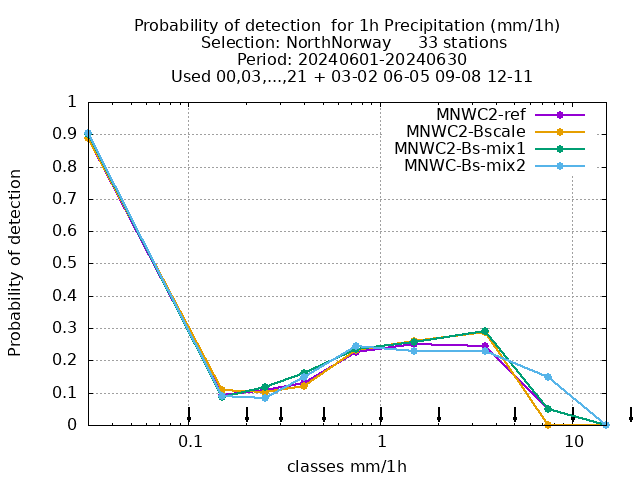 Probability of detection  for 1h Precipitation (mm/1h)
Selection: NorthNorway     33 stations
Period: 20240601-20240630
Used 00,03,...,21 + 03-02 06-05 09-08 12-11
MNWC2-ref
MNWC2-Bscale
MNWC2-Bs-mix1
MNWC-Bs-mix2
Probability of detection
1
0.9
0.8
0.7
0.6
0.5
0.4
0.3
0.2
0.1
0
0.1 1 10
classes mm/1h